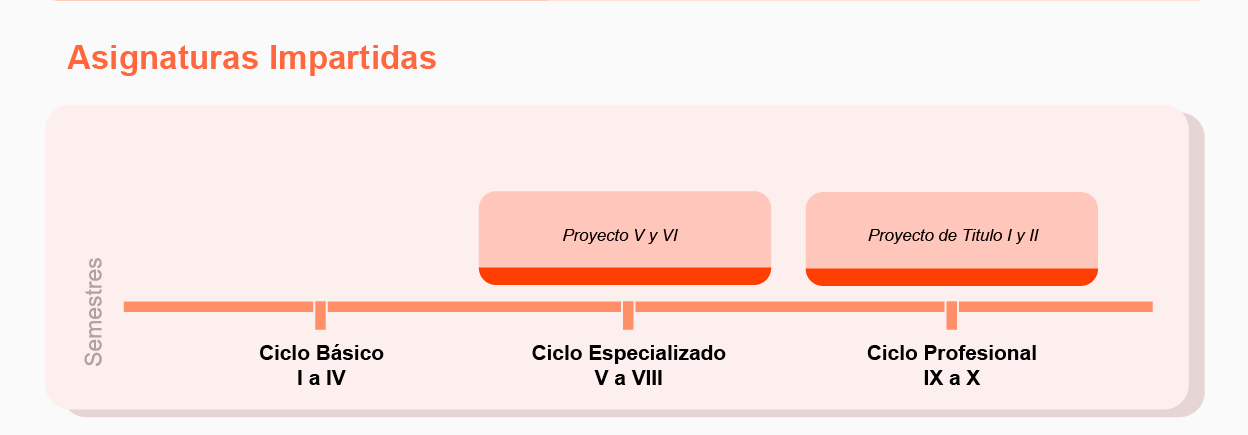 Asignaturas Impartidas
Proyecto V y VI
Proyecto de Titulo I y II
Semestres
Ciclo Básico
I a IV
Ciclo Especializado
V a VIII
Ciclo Profesional
IX a X